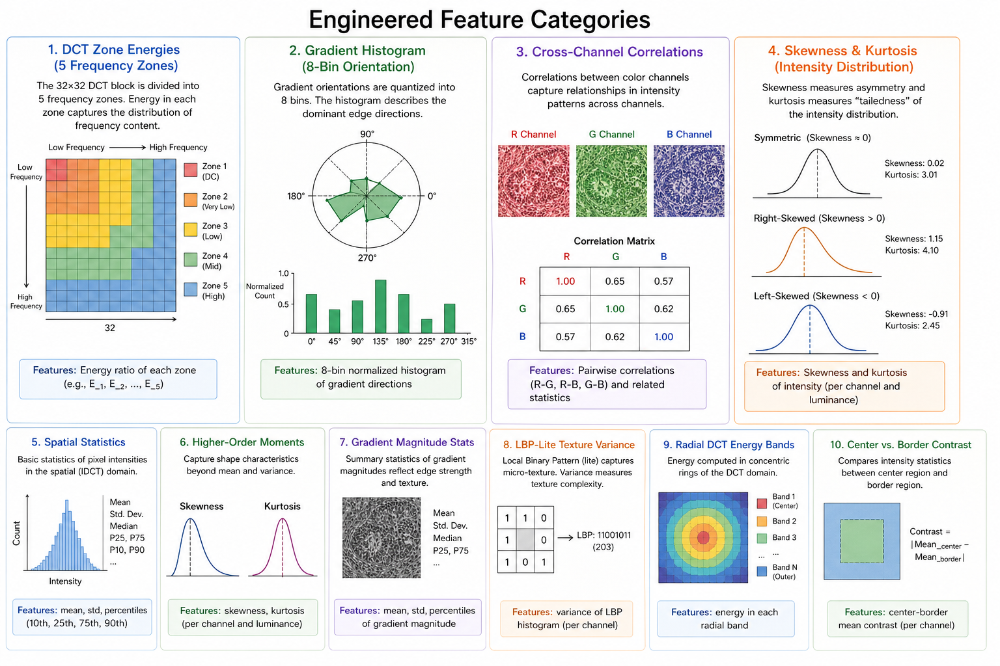 Engineered Feature Categories
1. DCT Zone Energies
(5 Frequency Zones)
The 32×32 DCT block is divided into
5 frequency zones. Energy in each
zone captures the distribution of
frequency content.
Low Frequency
High Frequency
Low
Frequency
High
Frequency
32
Zone 1
(DC)
Zone 2
(Very Low)
Zone 3
(Low)
Zone 4
(Mid)
Zone 5
(High)
Features: Energy ratio of each zone
(e.g., E_1, E_2, ..., E_5)
2. Gradient Histogram
(8-Bin Orientation)
Gradient orientations are quantized into
8 bins. The histogram describes the
dominant edge directions.
90°
180°
0°
270°
Normalized
Count
1.0
0.5
0
0° 45° 90° 135° 180° 225° 270° 315°
Features: 8-bin normalized histogram
of gradient directions
3. Cross-Channel Correlations
Correlations between color channels
capture relationships in intensity
patterns across channels.
R Channel G Channel B Channel
Correlation Matrix
R G B
R 1.00 0.65 0.57
G 0.65 1.00 0.62
B 0.57 0.62 1.00
Features: Pairwise correlations
(R-G, R-B, G-B) and related
statistics
4. Skewness & Kurtosis
(Intensity Distribution)
Skewness measures asymmetry and
kurtosis measures “tailedness” of
the intensity distribution.
Symmetric (Skewness ≈ 0)
Skewness: 0.02
Kurtosis: 3.01
Right-Skewed (Skewness > 0)
Skewness: 1.15
Kurtosis: 4.10
Left-Skewed (Skewness < 0)
Skewness: -0.91
Kurtosis: 2.45
Features: Skewness and kurtosis
of intensity (per channel and
luminance)
5. Spatial Statistics
Basic statistics of pixel intensities
in the spatial (IDCT) domain.
Count
Intensity
Mean
Std. Dev.
Median
P25, P75
P10, P90
...
Features: mean, std, percentiles
(10th, 25th, 75th, 90th)
6. Higher-Order Moments
Capture shape characteristics
beyond mean and variance.
Skewness Kurtosis
Features: skewness, kurtosis
(per channel and luminance)
7. Gradient Magnitude Stats
Summary statistics of gradient
magnitudes reflect edge strength
and texture.
Mean
Std. Dev.
Median
P25, P75
...
Features: mean, std, percentiles
of gradient magnitude
8. LBP-Lite Texture Variance
Local Binary Pattern (lite) captures
micro-texture. Variance measures
texture complexity.
1 1 0
1 0
1 0 1
LBP: 11001011
(203)
Features: variance of LBP
histogram (per channel)
9. Radial DCT Energy Bands
Energy computed in concentric
rings of the DCT domain.
Band 1
(Center)
Band 2
Band 3
... ...
Band N
(Outer)
Features: energy in each
radial band
10. Center vs. Border Contrast
Compares intensity statistics
between center region and
border region.
Contrast =
|Mean_center −
Mean_border|
Features: center-border
mean contrast (per channel)